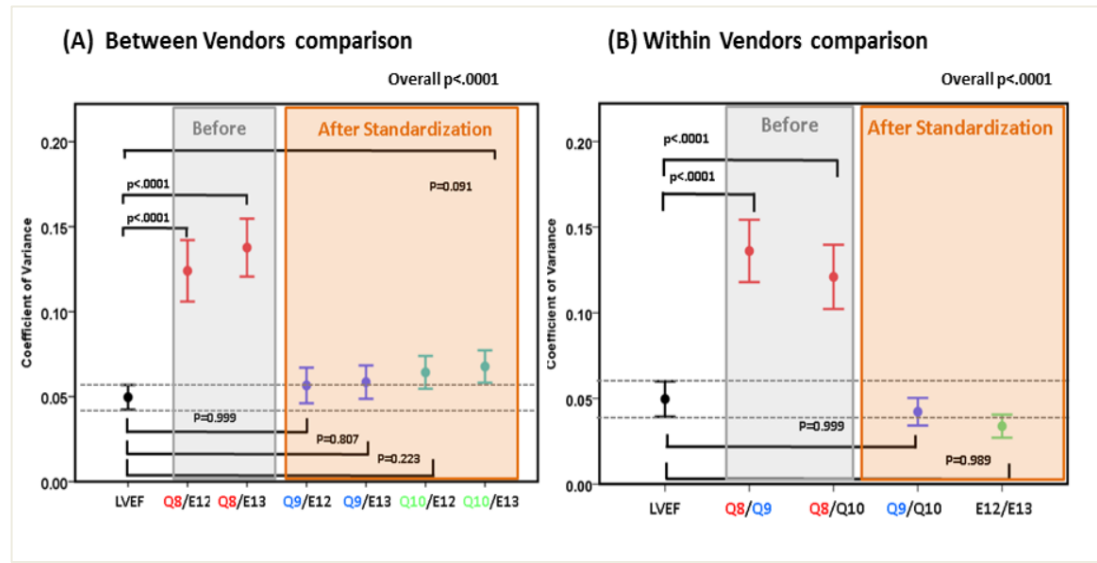 (A) Between Vendors comparison
Overall p<.0001
Before
After Standardization
Coefficient of Variance
0.20
0.15
0.10
0.05
0.00
p<.0001
p<.0001
P=0.091
P=0.999
P=0.807
P=0.223
LVEF Q8/E12 Q8/E13 Q9/E12 Q9/E13 Q10/E12 Q10/E13
(B) Within Vendors comparison
Overall p<.0001
Before
After Standardization
Coefficient of Variance
0.20
0.15
0.10
0.05
0.00
p<.0001
p<.0001
P=0.999
P=0.989
LVEF Q8/Q9 Q8/Q10 Q9/Q10 E12/E13